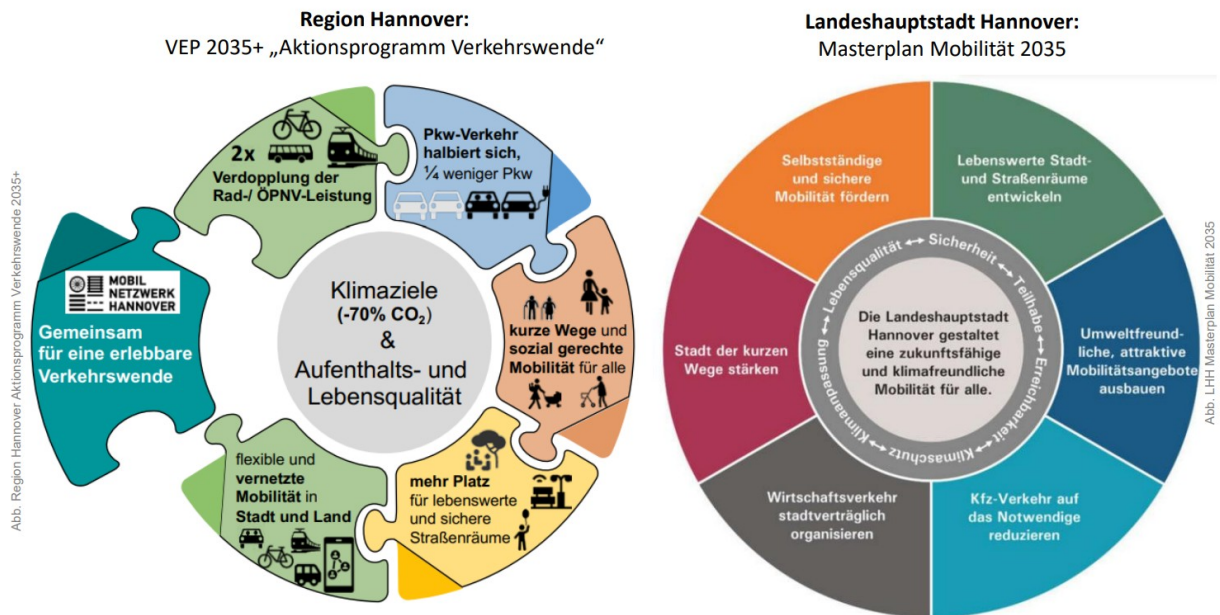 Region Hannover:
VEP 2035+ „Aktionsprogramm Verkehrswende“
Abb. Region Hannover Aktionsprogramm Verkehrswende 2035+
2x
Verdopplung der
Rad-/ ÖPNV-Leistung
Pkw-Verkehr
halbiert sich,
¼ weniger Pkw
MOBIL
NETZWERK
HANNOVER
Gemeinsam
für eine erlebbare
Verkehrswende
Klimaziele
(-70% CO₂)
&
Aufenthalts- und
Lebensqualität
kurze Wege und
sozial gerechte
Mobilität für alle
flexible und
vernetzte
Mobilität in
Stadt und Land
mehr Platz
für lebenswerte
und sichere
Straßenräume
Landeshauptstadt Hannover:
Masterplan Mobilität 2035
Selbstständige
und sichere
Mobilität fördern
Lebenswerte Stadt-
und Straßenräume
entwickeln
Stadt der kurzen
Wege stärken
Klimaanpassung ↔ Lebensqualität ↔ Sicherheit ↔ Teilhabe ↔ Erreichbarkeit ↔ Klimaschutz ↔
Die Landeshauptstadt
Hannover gestaltet
eine zukunftsfähige
und klimafreundliche
Mobilität für alle.
Umweltfreund-
liche, attraktive
Mobilitätsangebote
ausbauen
Wirtschaftsverkehr
stadtverträglich
organisieren
Kfz-Verkehr auf
das Notwendige
reduzieren
Abb. LHH Masterplan Mobilität 2035